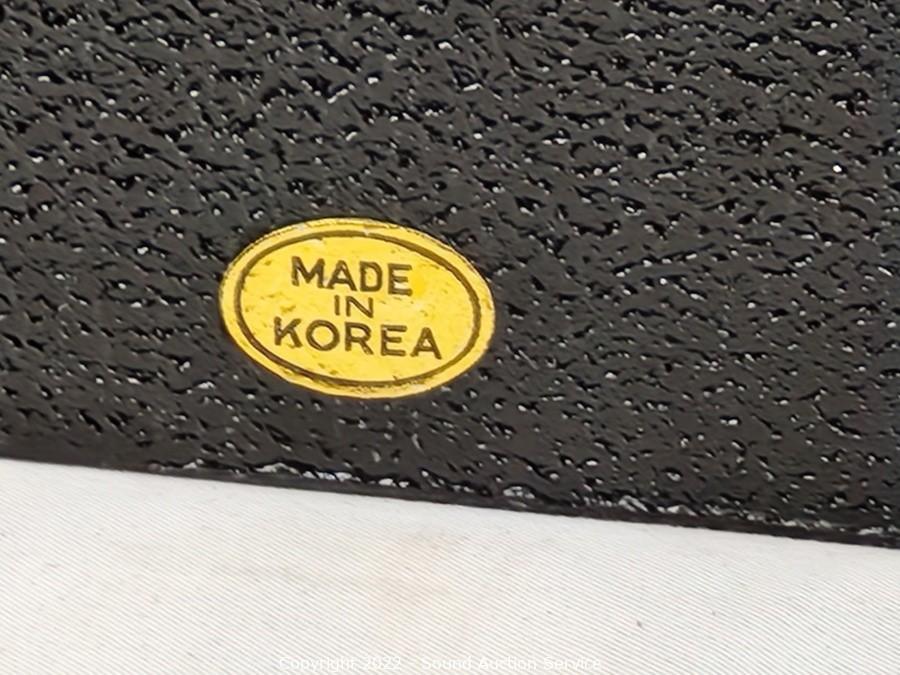 MADE
IN
KOREA
Copyright 2022 - Sound Auction Service